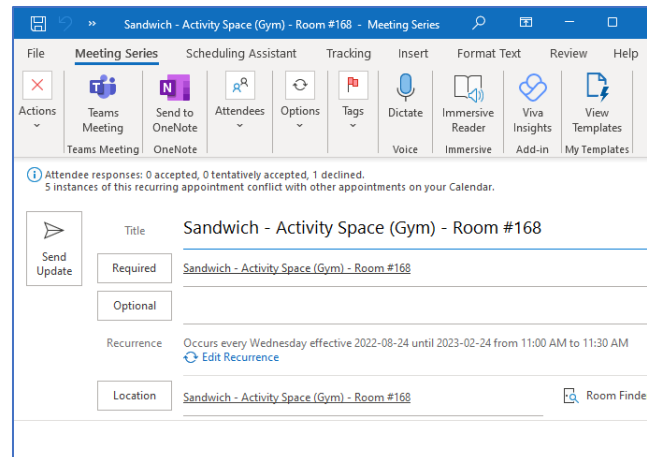 Sandwich - Activity Space (Gym) - Room #168 - Meeting Series
File Meeting Series Scheduling Assistant Tracking Insert Format Text Review Help
Actions
Teams Meeting
Send to OneNote
Attendees
Options
Tags
Dictate
Immersive Reader
Viva Insights
View Templates
Teams Meeting OneNote Voice Immersive Add-in My Templates
Attendee responses: 0 accepted, 0 tentatively accepted, 1 declined.
5 instances of this recurring appointment conflict with other appointments on your Calendar.
Send Update
Title Sandwich - Activity Space (Gym) - Room #168
Required Sandwich - Activity Space (Gym) - Room #168
Optional
Recurrence Occurs every Wednesday effective 2022-08-24 until 2023-02-24 from 11:00 AM to 11:30 AM
Edit Recurrence
Location Sandwich - Activity Space (Gym) - Room #168 Room Finde